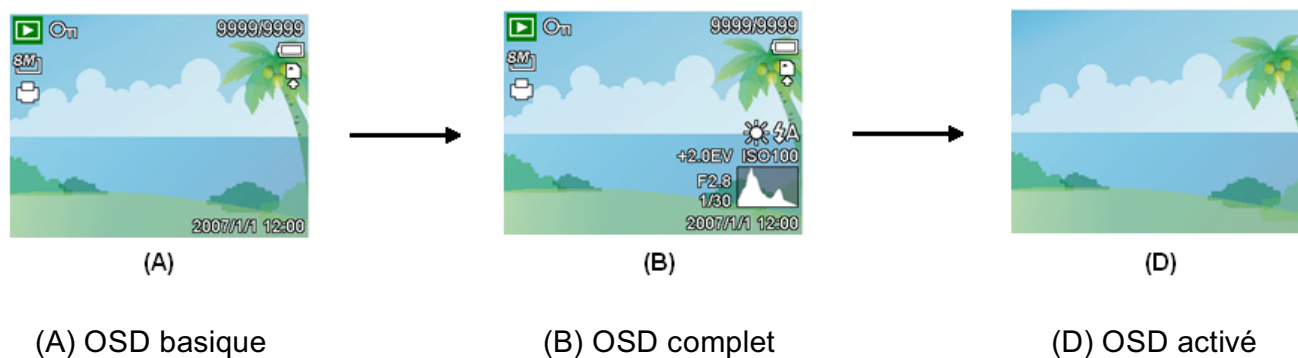 9999/9999
8M
2007/1/1 12:00
(A)
9999/9999
8M
A
+2.0EV ISO100
F2.8
1/30
2007/1/1 12:00
(B)
(D)
(A) OSD basique
(B) OSD complet
(D) OSD activé